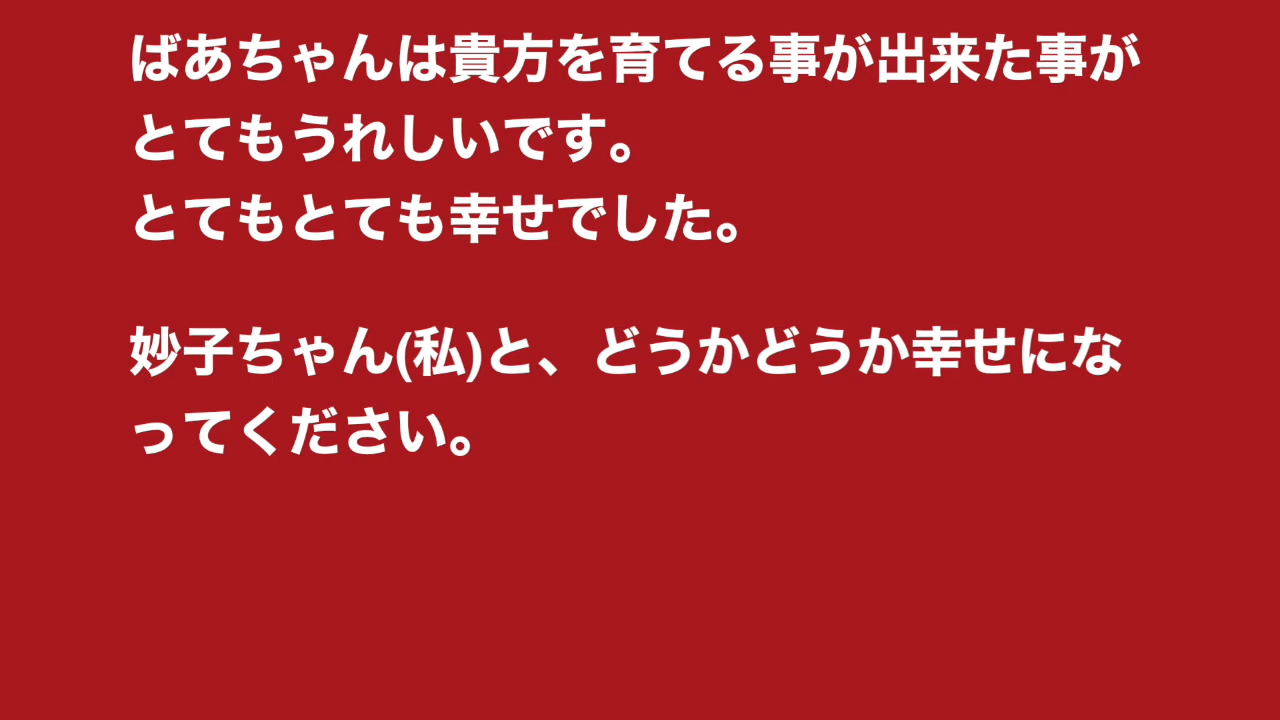 ばあちゃんは貴方を育てる事が出来た事が
とてもうれしいです。
とてもとても幸せでした。
妙子ちゃん(私)と、どうかどうか幸せにな
ってください。